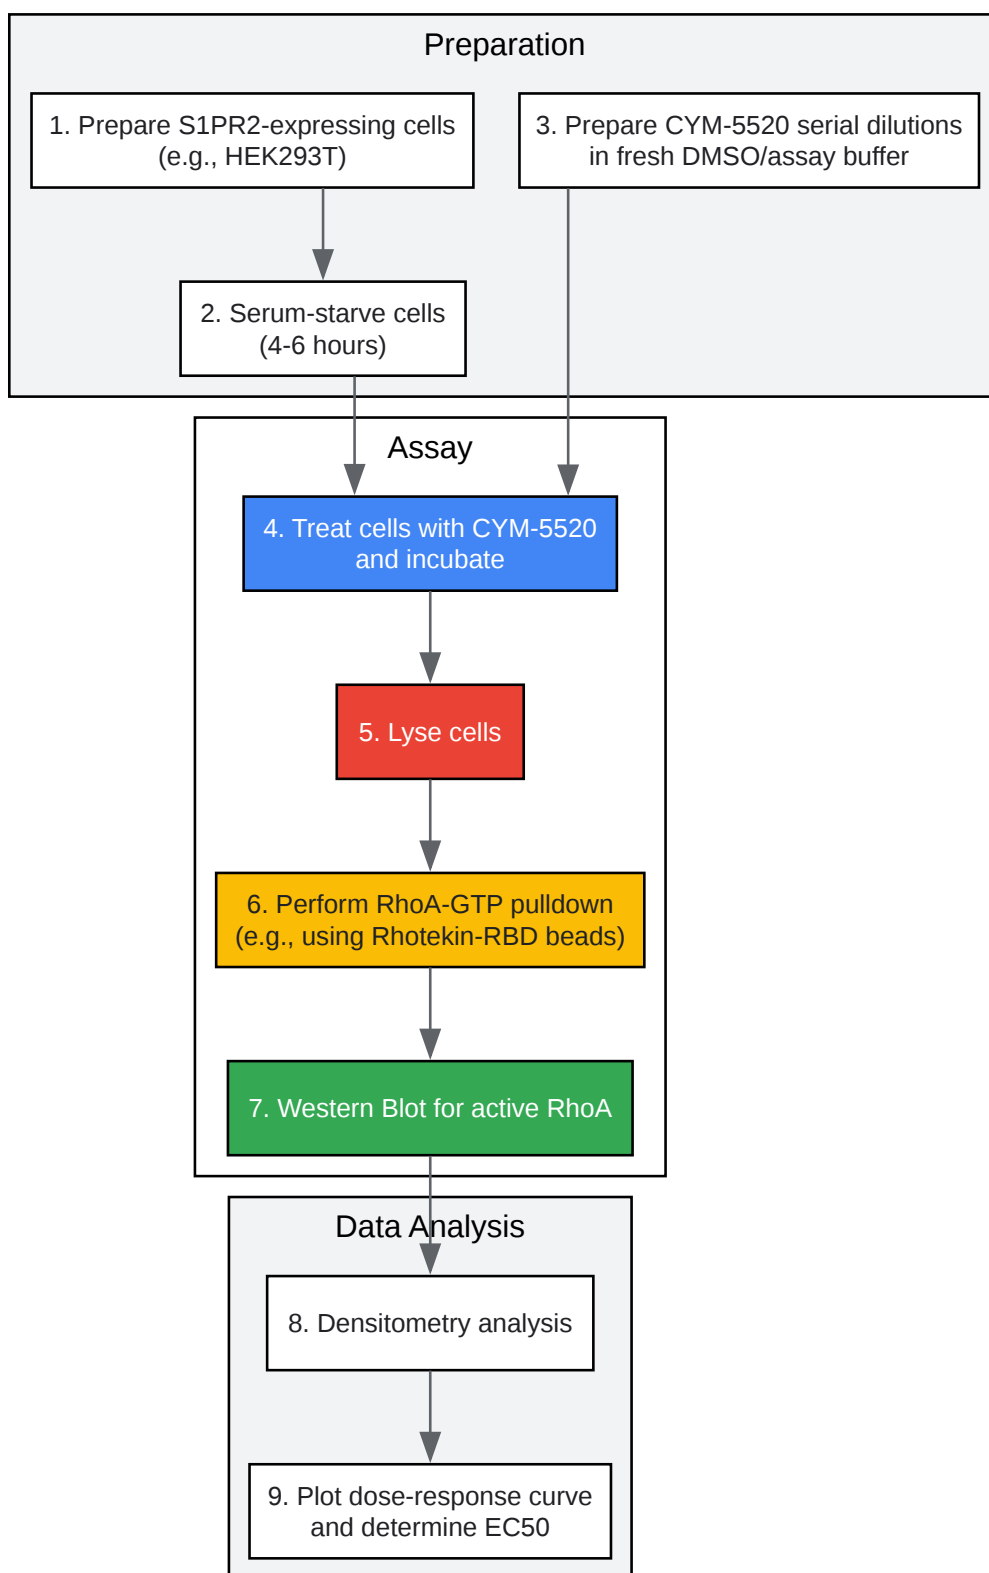 Preparation
1. Prepare S1PR2-expressing cells
(e.g., HEK293T)
3. Prepare CYM-5520 serial dilutions
in fresh DMSO/assay buffer
2. Serum-starve cells
(4-6 hours)
Assay
4. Treat cells with CYM-5520
and incubate
5. Lyse cells
6. Perform RhoA-GTP pulldown
(e.g., using Rhotekin-RBD beads)
7. Western Blot for active RhoA
Data Analysis
8. Densitometry analysis
9. Plot dose-response curve
and determine EC50